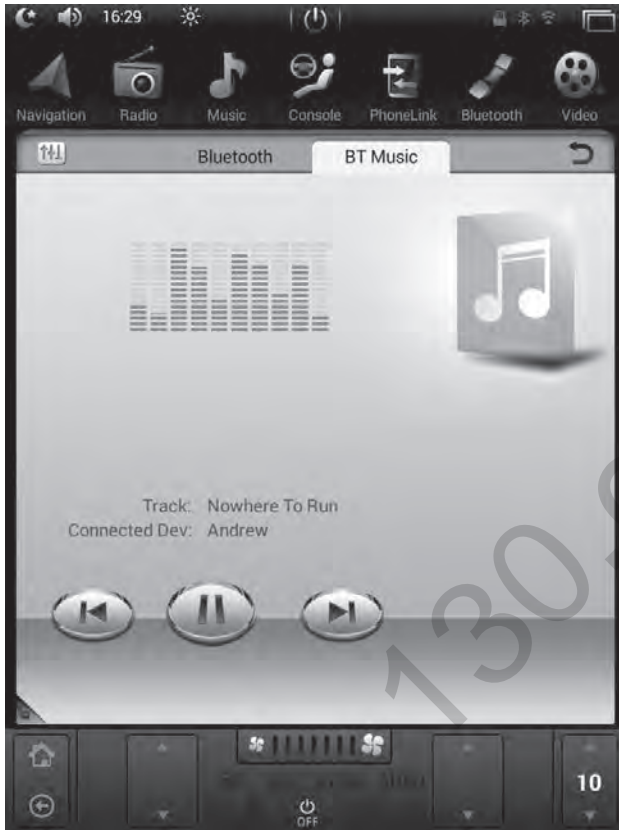 16:29
Navigation Radio Music Console PhoneLink Bluetooth Video
Bluetooth BT Music
Track: Nowhere To Run
Connected Dev: Andrew
10
OFF